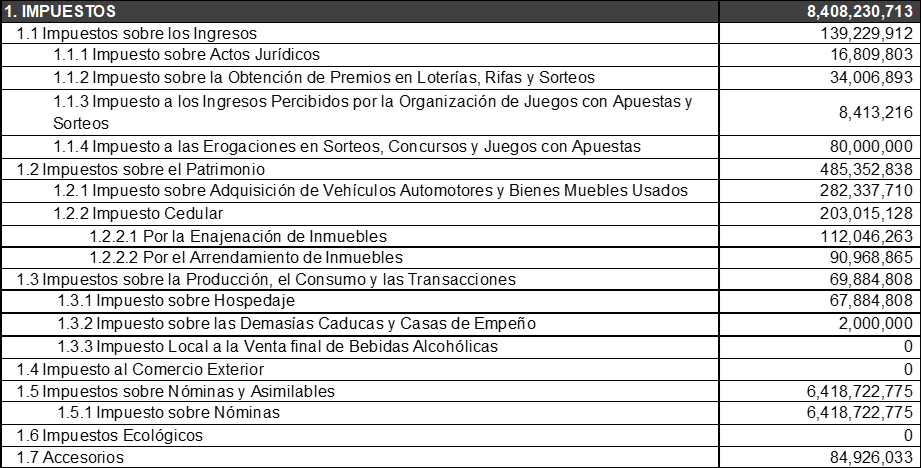 1. IMPUESTOS 8,408,230,713
1.1 Impuestos sobre los Ingresos 139,229,912
1.1.1 Impuesto sobre Actos Jurídicos 16,809,803
1.1.2 Impuesto sobre la Obtención de Premios en Loterías, Rifas y Sorteos 34,006,893
1.1.3 Impuesto a los Ingresos Percibidos por la Organización de Juegos con Apuestas y
Sorteos 8,413,216
1.1.4 Impuesto a las Erogaciones en Sorteos, Concursos y Juegos con Apuestas 80,000,000
1.2 Impuestos sobre el Patrimonio 485,352,838
1.2.1 Impuesto sobre Adquisición de Vehículos Automotores y Bienes Muebles Usados 282,337,710
1.2.2 Impuesto Cedular 203,015,128
1.2.2.1 Por la Enajenación de Inmuebles 112,046,263
1.2.2.2 Por el Arrendamiento de Inmuebles 90,968,865
1.3 Impuestos sobre la Producción, el Consumo y las Transacciones 69,884,808
1.3.1 Impuesto sobre Hospedaje 67,884,808
1.3.2 Impuesto sobre las Demasías Caducas y Casas de Empeño 2,000,000
1.3.3 Impuesto Local a la Venta final de Bebidas Alcohólicas 0
1.4 Impuesto al Comercio Exterior 0
1.5 Impuestos sobre Nóminas y Asimilables 6,418,722,775
1.5.1 Impuesto sobre Nóminas 6,418,722,775
1.6 Impuestos Ecológicos 0
1.7 Accesorios 84,926,033